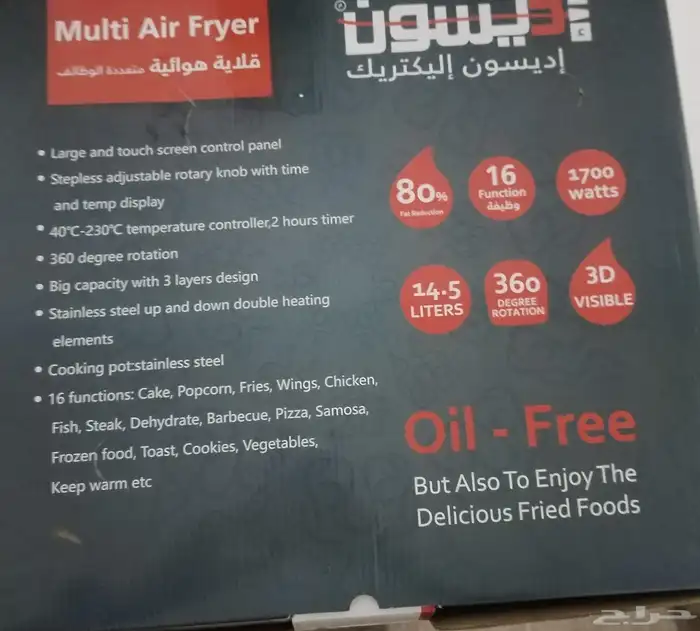 Multi Air Fryer
قلاية هوائية متعددة الوظائف
إديسون
إديسون إليكتريك
• Large and touch screen control panel
• Stepless adjustable rotary knob with time
and temp display
• 40°C-230°C temperature controller,2 hours timer
• 360 degree rotation
• Big capacity with 3 layers design
• Stainless steel up and down double heating
elements
• Cooking pot:stainless steel
• 16 functions: Cake, Popcorn, Fries, Wings, Chicken,
Fish, Steak, Dehydrate, Barbecue, Pizza, Samosa,
Frozen food, Toast, Cookies, Vegetables,
Keep warm etc
80%
Fat Reduction
16
Function
وظيفة
1700
watts
14.5
LITERS
360
DEGREE
ROTATION
3D
VISIBLE
Oil - Free
But Also To Enjoy The
Delicious Fried Foods
حراج